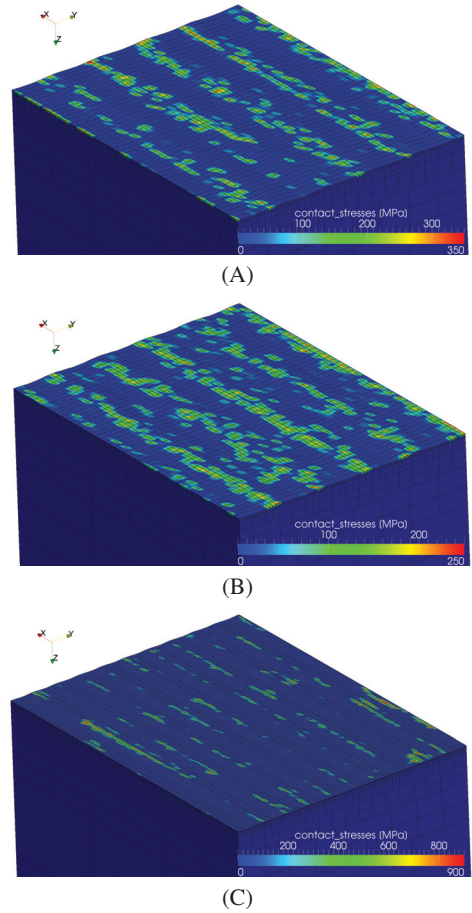 X Y
Z
contact_stresses (MPa)
100 200 300
0 350
(A)
X Y
Z
contact_stresses (MPa)
100 200
0 250
(B)
X Y
Z
contact_stresses (MPa)
200 400 600 800
0 900
(C)